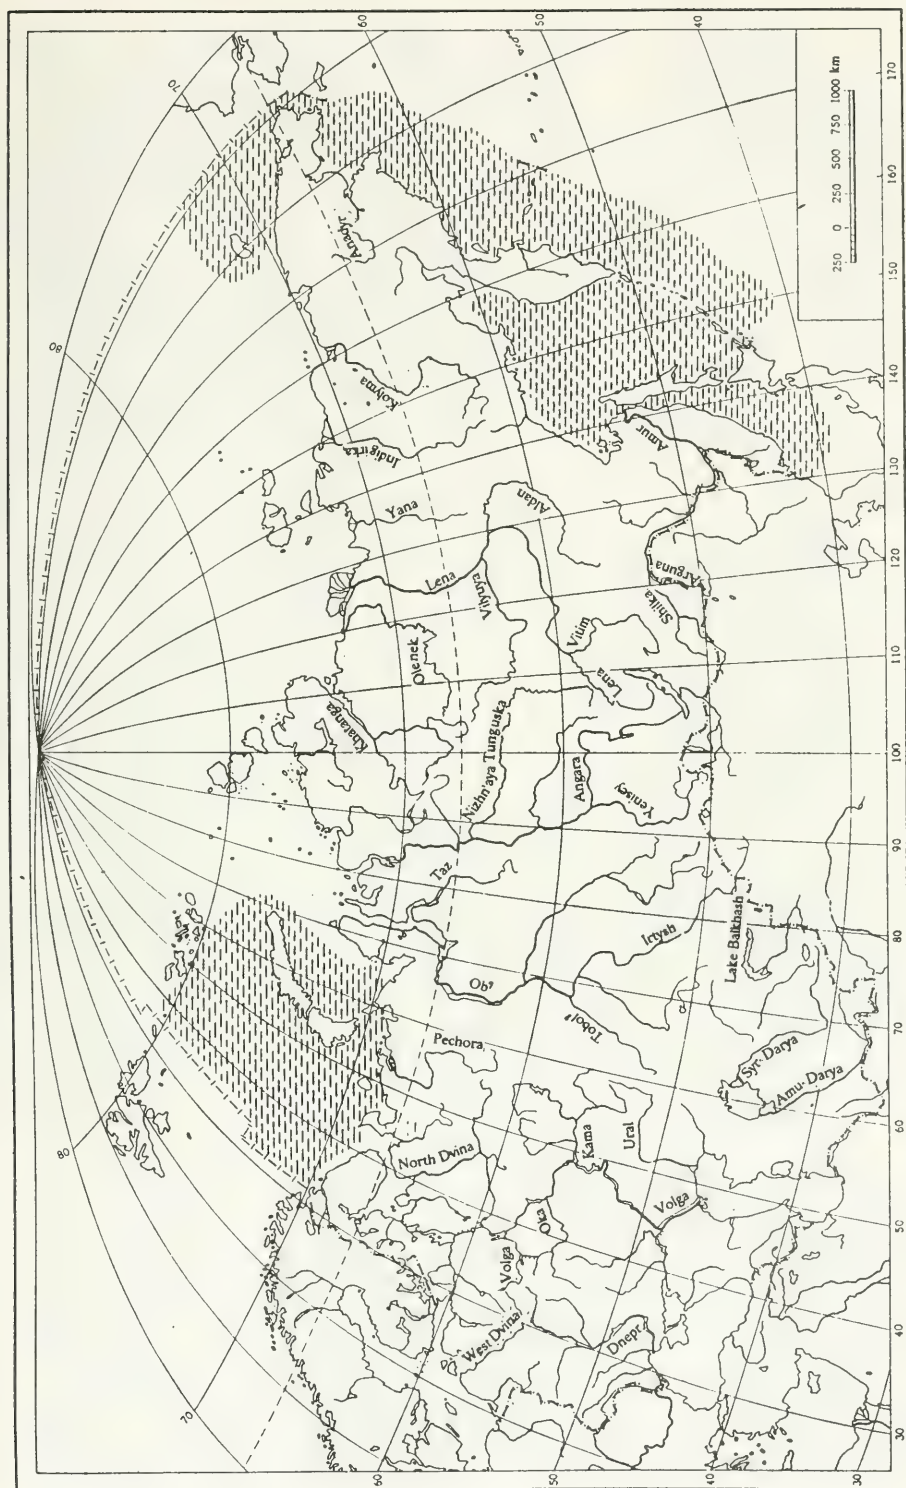 60
50
40
70
170
250 0 250 500 750 1000 km
160
Anadyr
150
80
Kolyma
140
Indigirka
Amur
130
Yana
Aldan
120
Lena
Vilyuya
Arguna
Shilka
Olenek
Vitim
110
Lena
Khatanga
Nizhn'aya Tunguska
Angara
100
Yenisey
Taz
90
Irtysh
Lake Balkhash
80
Ob'
Tobol'
70
Pechora
Syr-Darya
Amu-Darya
60
Kama
Ural
North Dvina
80
Volga
50
Oka
Volga
West Dvina
Dnepr
40
70
30
60
50
40
30